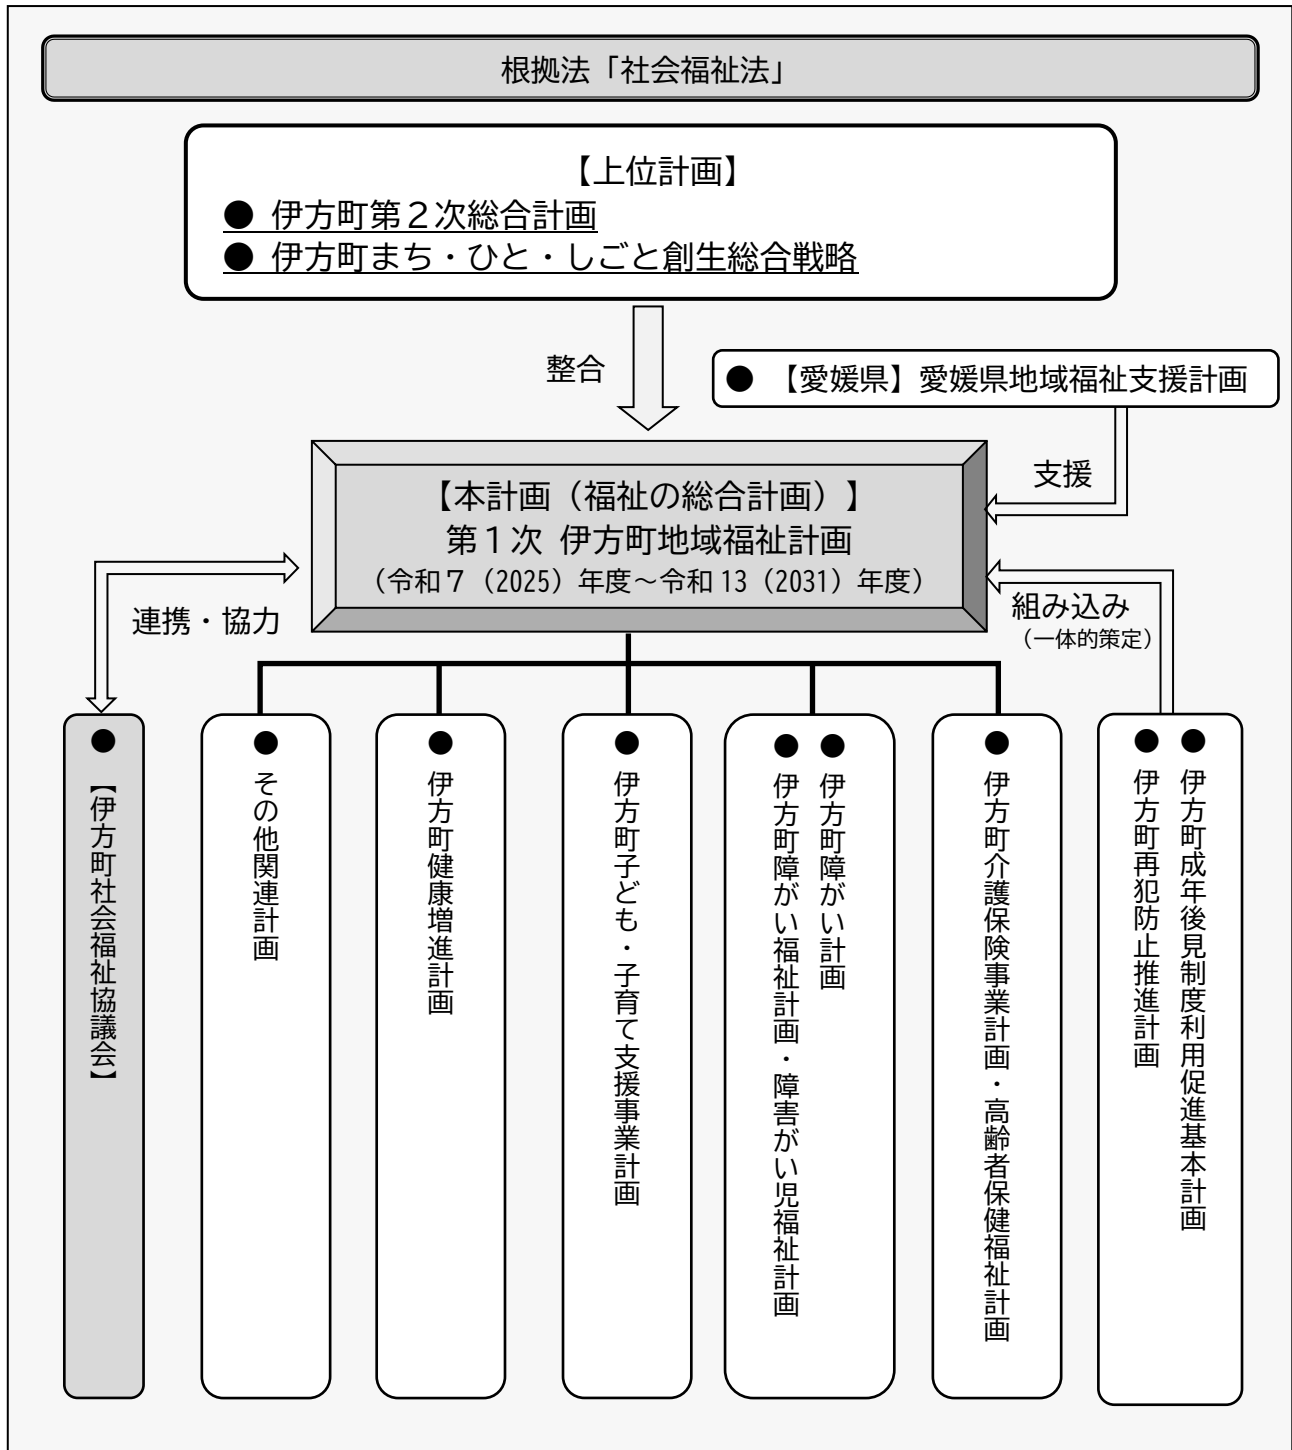 根拠法「社会福祉法」
【上位計画】
● 伊方町第２次総合計画
● 伊方町まち・ひと・しごと創生総合戦略
整合
● 【愛媛県】愛媛県地域福祉支援計画
支援
【本計画（福祉の総合計画）】
第１次 伊方町地域福祉計画
（令和７（2025）年度～令和13（2031）年度）
連携・協力
組み込み
（一体的策定）
● 【伊方町社会福祉協議会】
● その他関連計画
● 伊方町健康増進計画
● 伊方町子ども・子育て支援事業計画
● 伊方町障がい計画
● 伊方町障がい福祉計画・障害がい児福祉計画
● 伊方町介護保険事業計画・高齢者保健福祉計画
● 伊方町成年後見制度利用促進基本計画
● 伊方町再犯防止推進計画